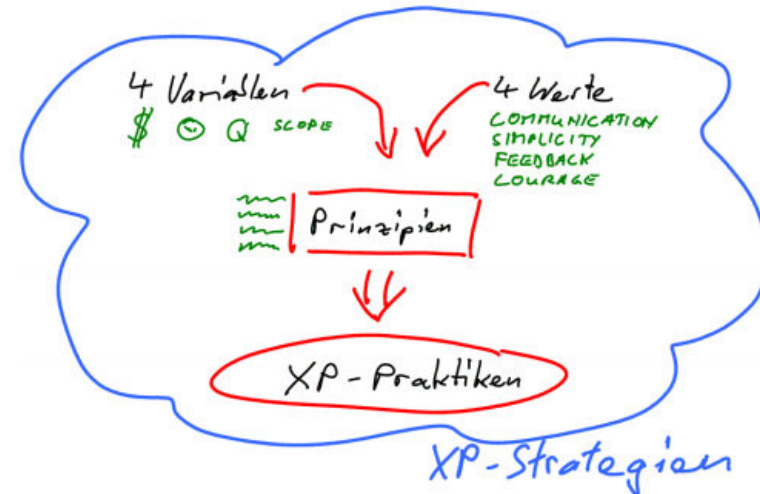 4 Variablen
$ Q SCOPE
4 Werte
COMMUNICATION
SIMPLICITY
FEEDBACK
COURAGE
Prinzipien
XP-Praktiken
XP-Strategien